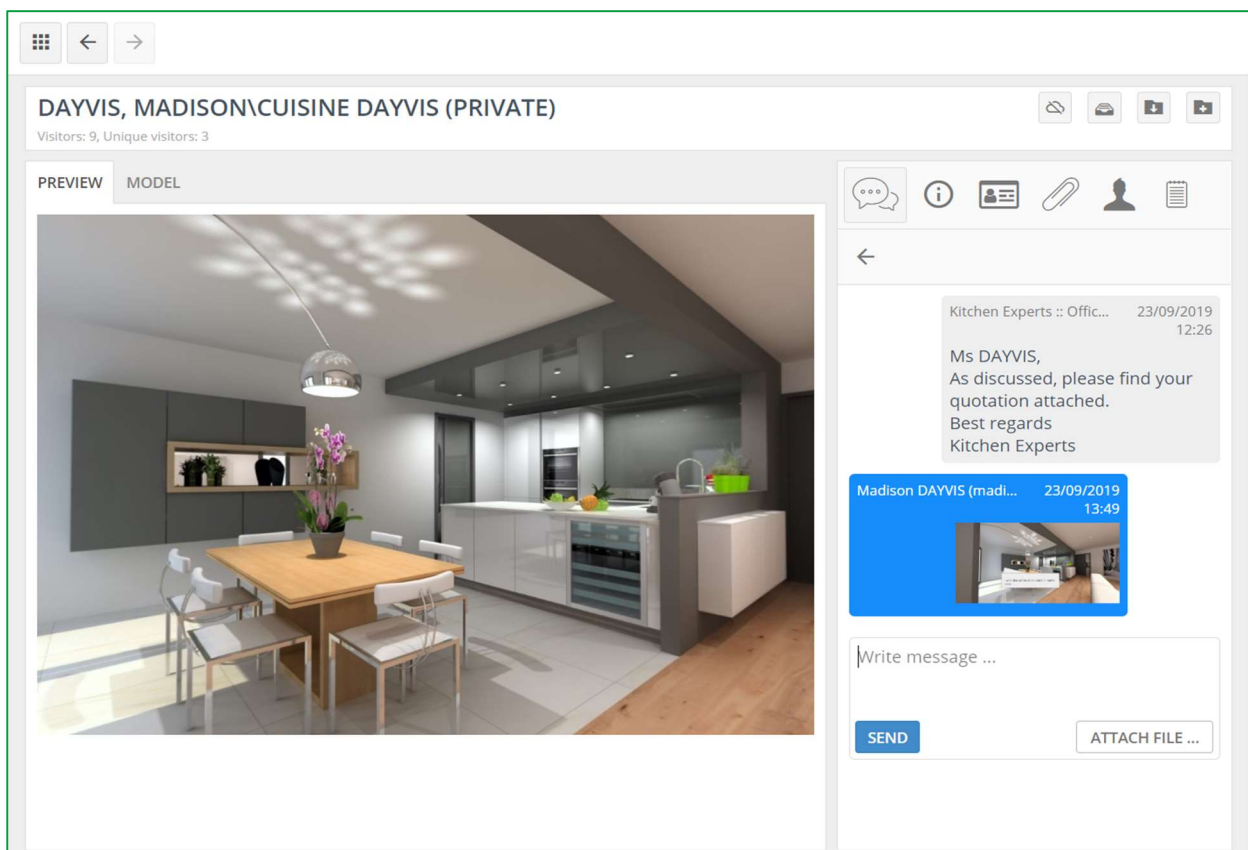 DAYVIS, MADISON\CUISINE DAYVIS (PRIVATE)
Visitors: 9, Unique visitors: 3
PREVIEW MODEL
Kitchen Experts :: Offic... 23/09/2019
12:26
Ms DAYVIS,
As discussed, please find your
quotation attached.
Best regards
Kitchen Experts
Madison DAYVIS (madi... 23/09/2019
13:49
Write message ...
SEND ATTACH FILE ...